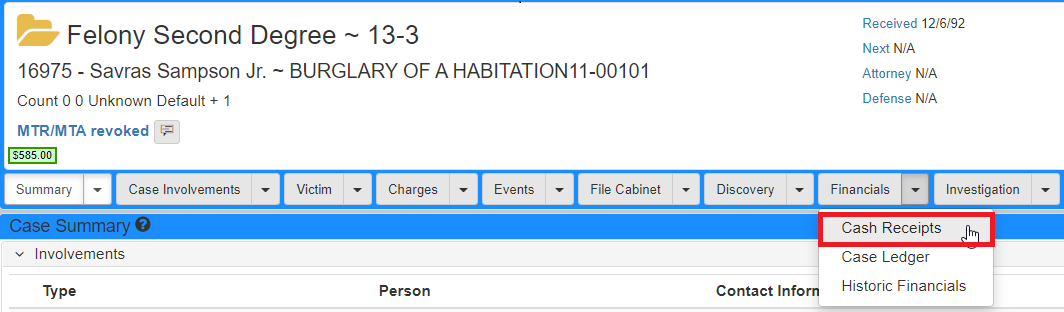 Felony Second Degree ~ 13-3
16975 - Savras Sampson Jr. ~ BURGLARY OF A HABITATION11-00101
Count 0 0 Unknown Default + 1
MTR/MTA revoked
$585.00
Received 12/6/92
Next N/A
Attorney N/A
Defense N/A
Summary Case Involvements Victim Charges Events File Cabinet Discovery Financials Investigation
Cash Receipts
Case Ledger
Historic Financials
Case Summary ?
Involvements
Type Person Contact Inform